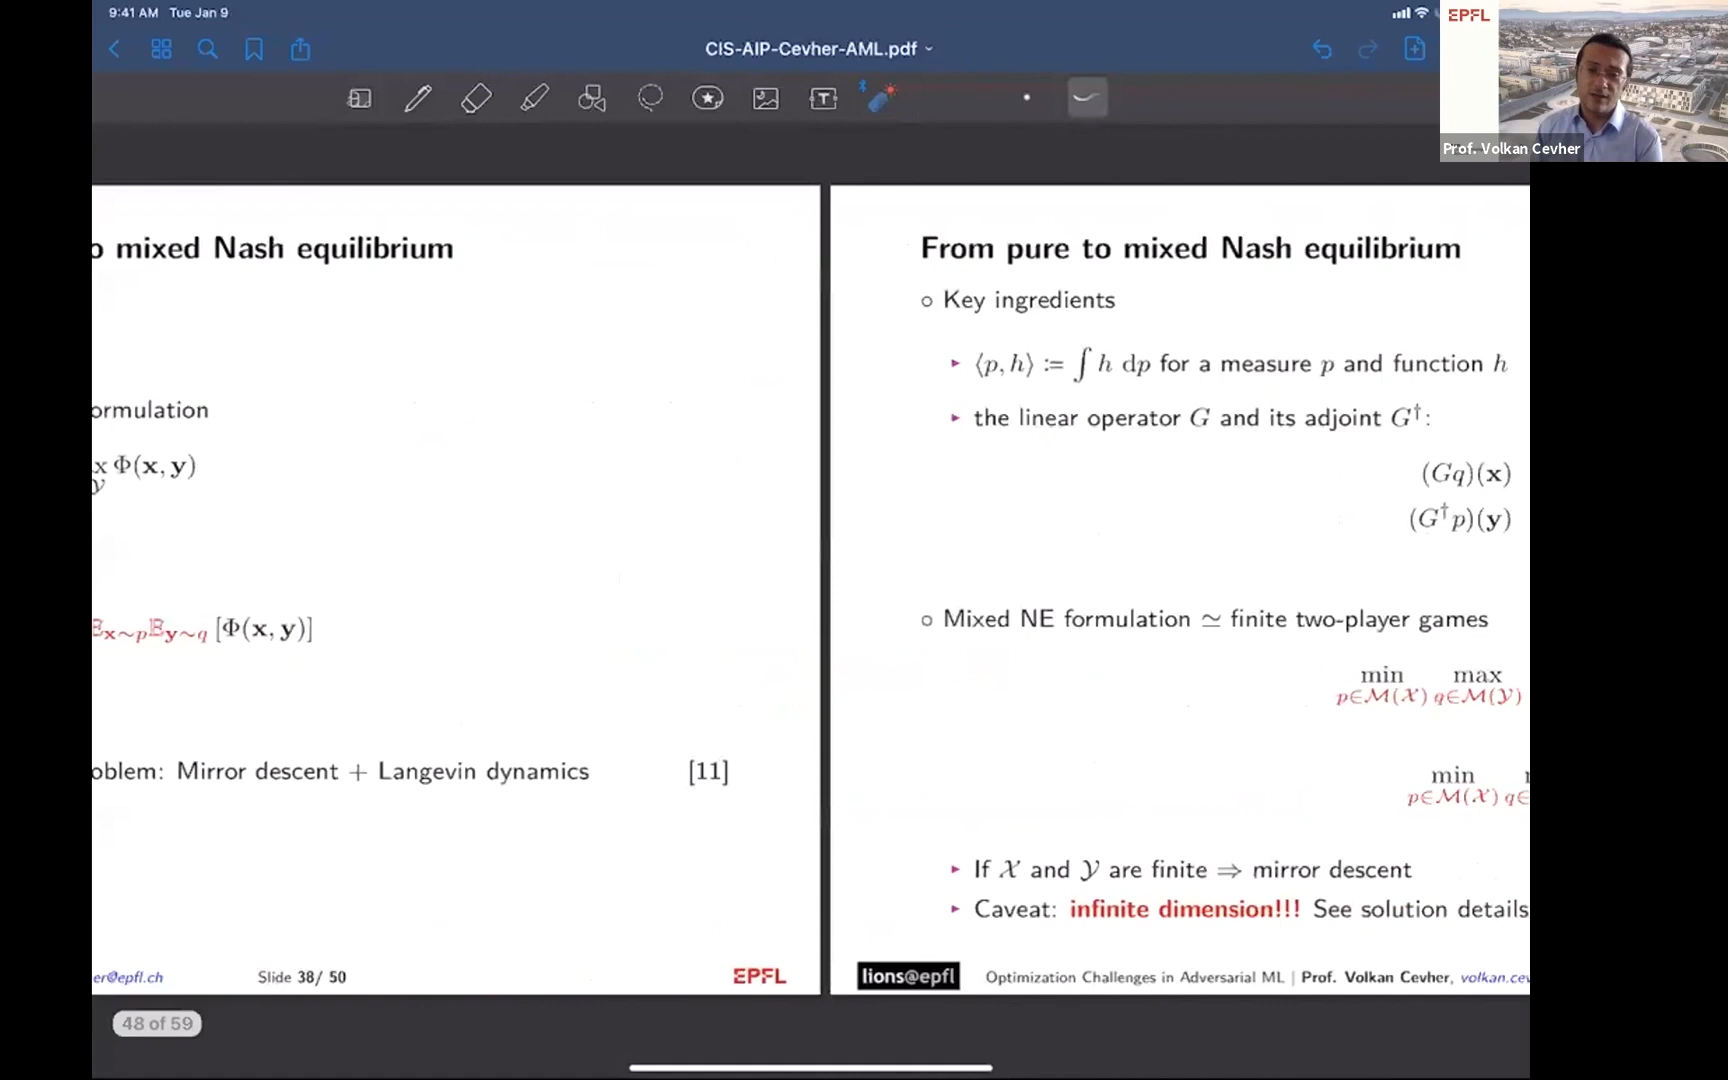 9:41 AM Tue Jan 9
CIS-AIP-Cevher-AML.pdf
EPFL
Prof. Volkan Cevher
o mixed Nash equilibrium
ormulation
x Φ(x, y)
𝒴
𝔼x∼p𝔼y∼q [Φ(x, y)]
oblem: Mirror descent + Langevin dynamics [11]
er@epfl.ch Slide 38/ 50 EPFL
From pure to mixed Nash equilibrium
○ Key ingredients
▸ ⟨p, h⟩ := ∫ h dp for a measure p and function h
▸ the linear operator G and its adjoint G†:
(Gq)(x)
(G†p)(y)
○ Mixed NE formulation ≃ finite two-player games
min max
p∈ℳ(𝒳) q∈ℳ(𝒴)
min
p∈ℳ(𝒳) q∈
▸ If 𝒳 and 𝒴 are finite ⇒ mirror descent
▸ Caveat: infinite dimension!!! See solution details
lions@epfl Optimization Challenges in Adversarial ML | Prof. Volkan Cevher, volkan.cev
48 of 59